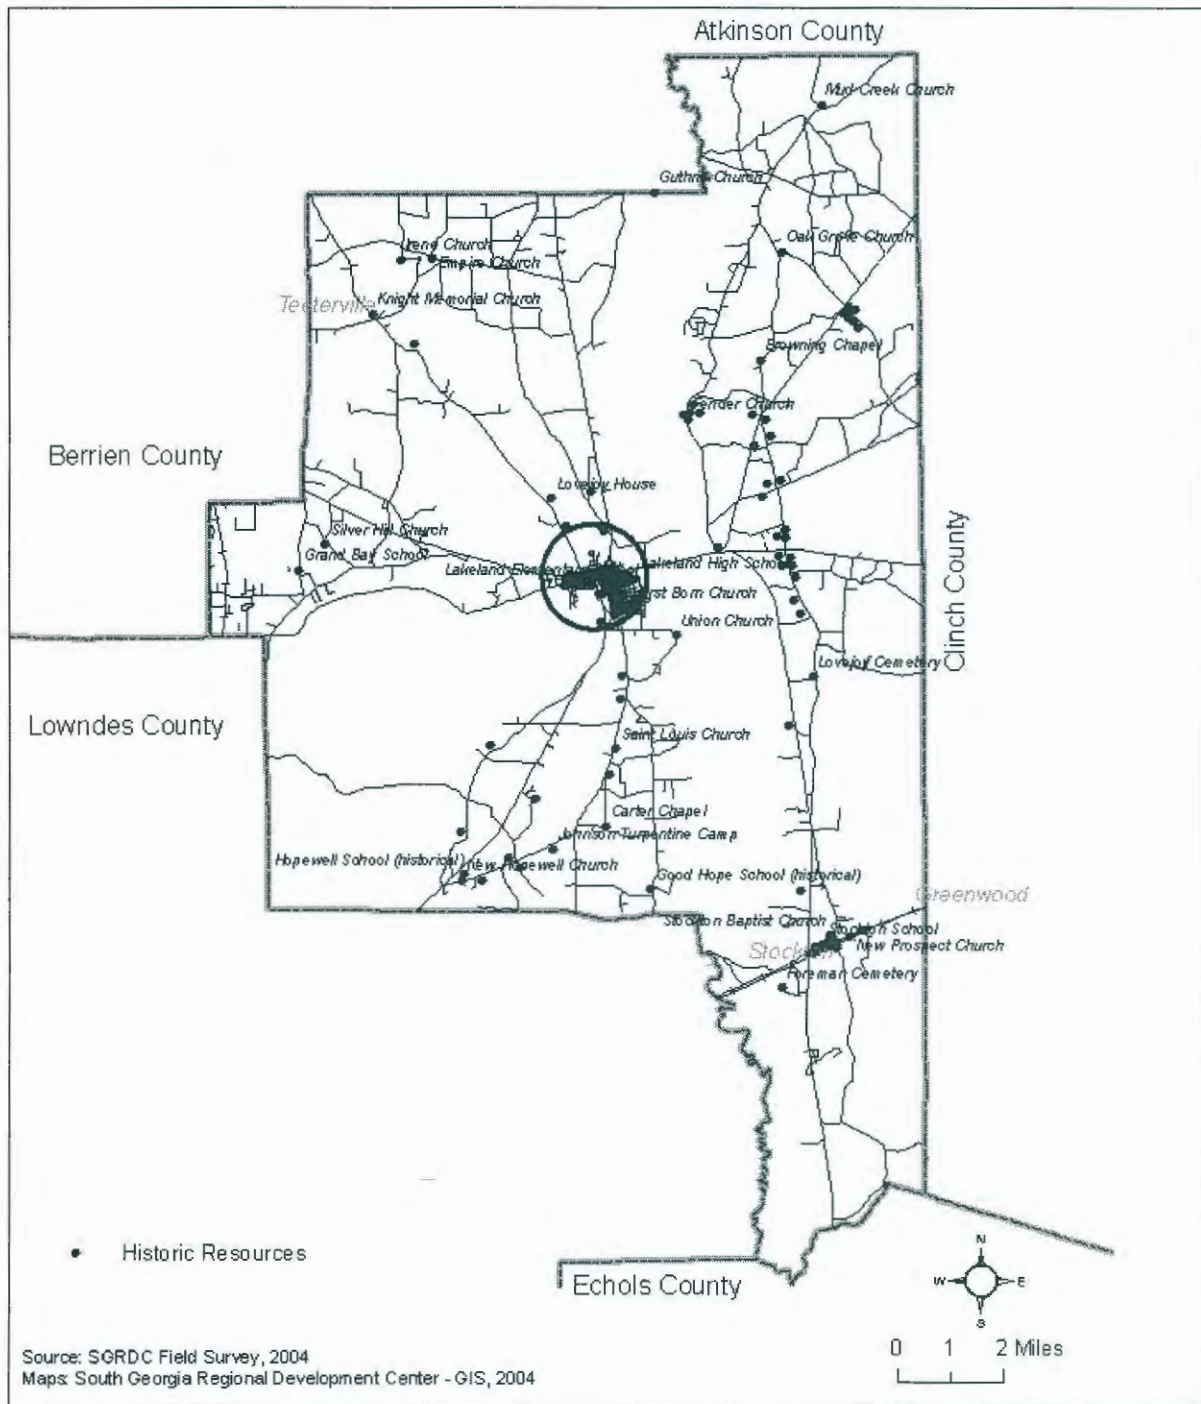 Atkinson County
Mud Creek Church
Guthrie Church
Oak Grove Church
Irene Church
Empire Church
Teeterville
Knight Memorial Church
Browning Chapel
Bender Church
Berrien County
Lovejoy House
Silver Hill Church
Grand Bay School
Lakeland Elementary
Lakeland High School
First Born Church
Union Church
Clinch County
Lovejoy Cemetery
Lowndes County
Saint Louis Church
Carter Chapel
Johnson Turpentine Camp
Hopewell School (historical)
New Hopewell Church
Good Hope School (historical)
Greenwood
Stockton Baptist Church
Stockton School
New Prospect Church
Stockton
Foreman Cemetery
Historic Resources
Echols County
N
W
E
S
0 1 2 Miles
Source: SGRDC Field Survey, 2004
Maps: South Georgia Regional Development Center - GIS, 2004